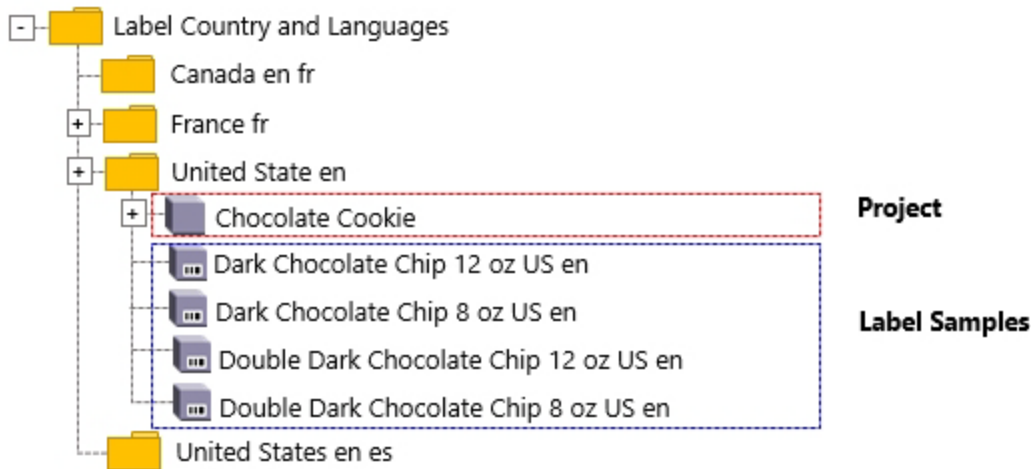 Label Country and Languages
Canada en fr
France fr
United State en
Chocolate Cookie
Project
Dark Chocolate Chip 12 oz US en
Dark Chocolate Chip 8 oz US en
Label Samples
Double Dark Chocolate Chip 12 oz US en
Double Dark Chocolate Chip 8 oz US en
United States en es